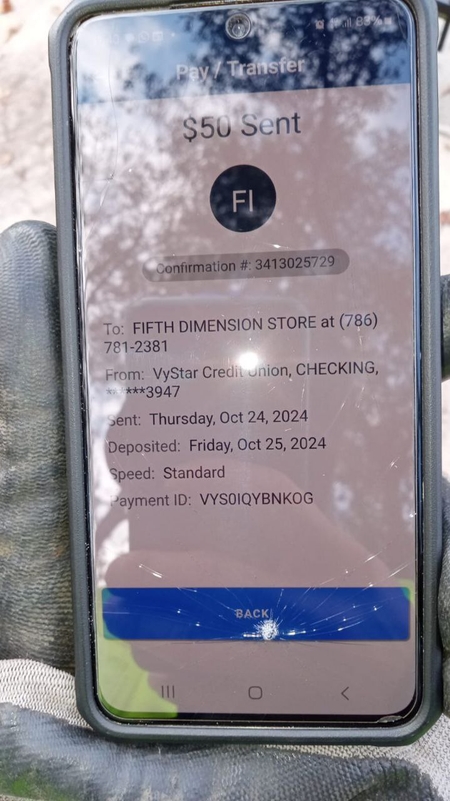 83%
Pay / Transfer
$50 Sent
FI
Confirmation #: 3413025729
To: FIFTH DIMENSION STORE at (786)
781-2381
From: VyStar Credit Union, CHECKING,
******3947
Sent: Thursday, Oct 24, 2024
Deposited: Friday, Oct 25, 2024
Speed: Standard
Payment ID: VYS0IQYBNKOG
BACK